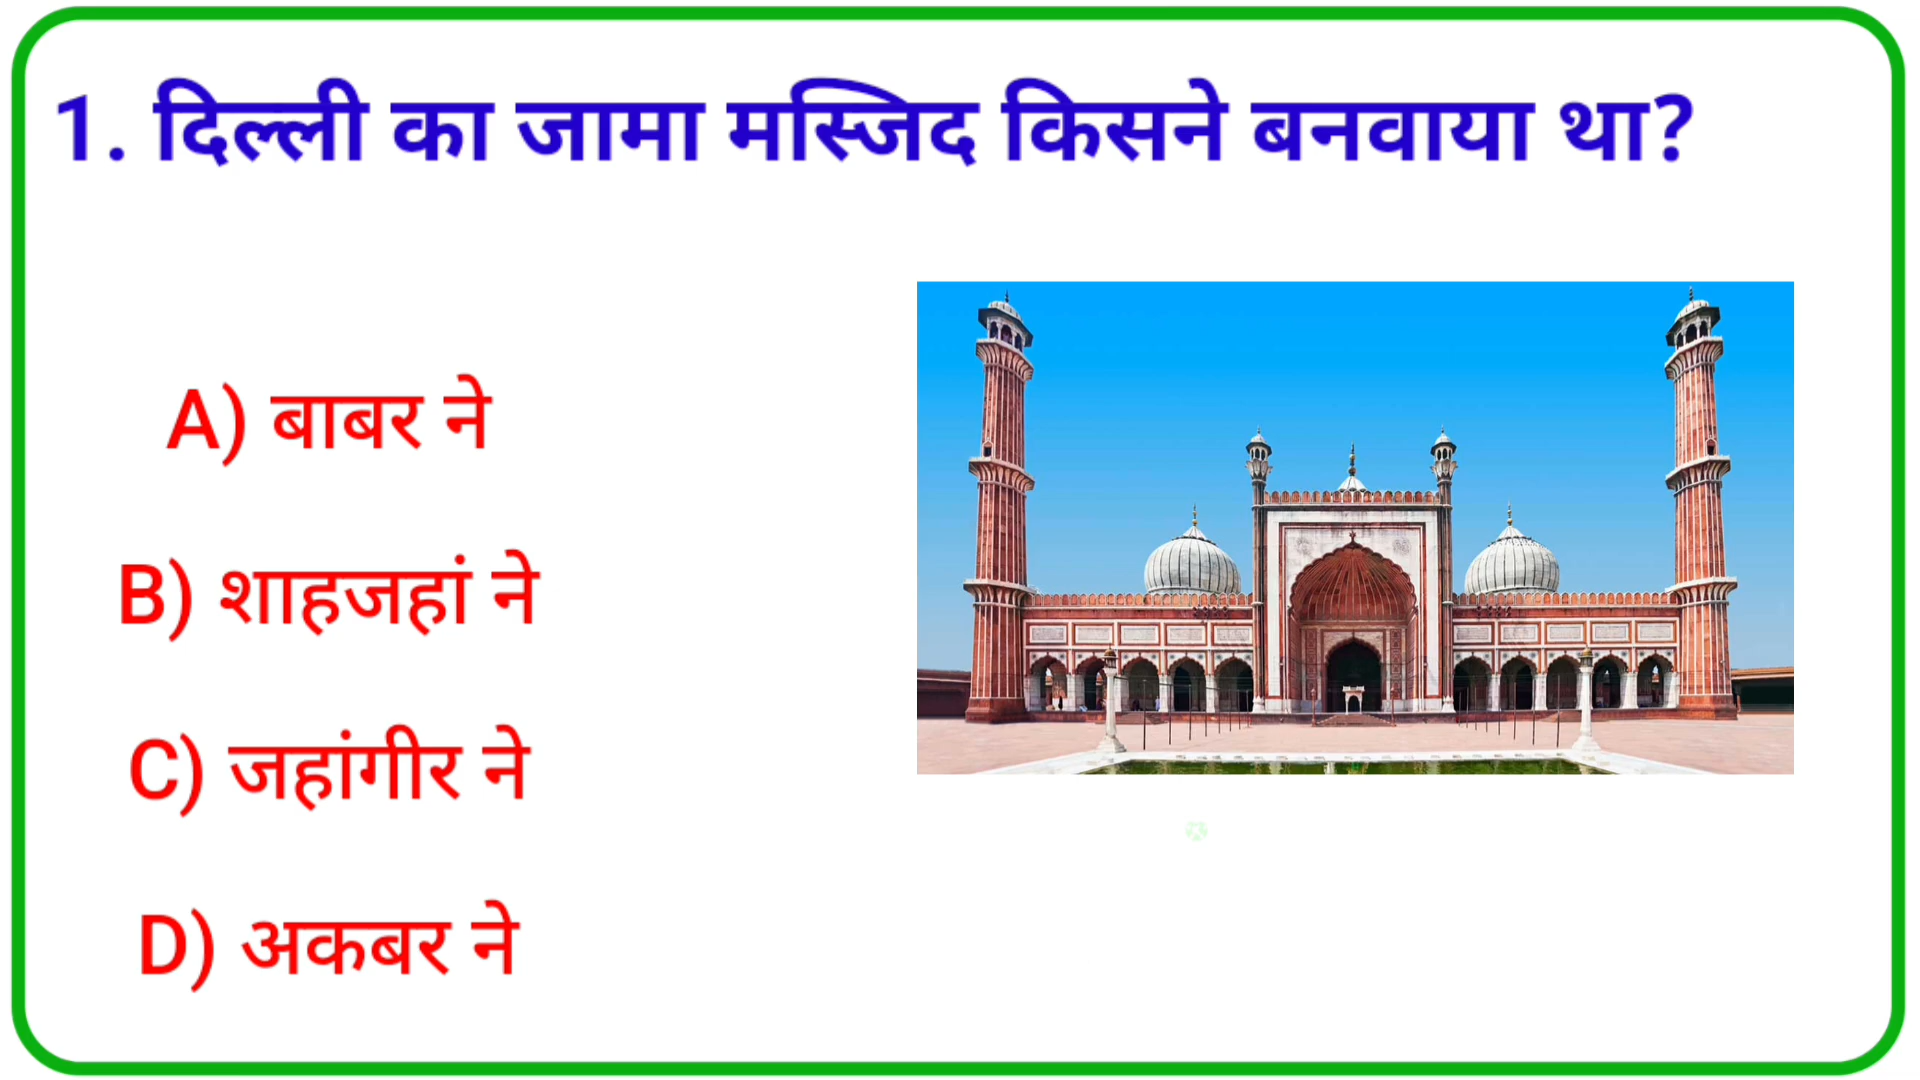 1. दिल्ली का जामा मस्जिद किसने बनवाया था?
A) बाबर ने
B) शाहजहां ने
C) जहांगीर ने
D) अकबर ने